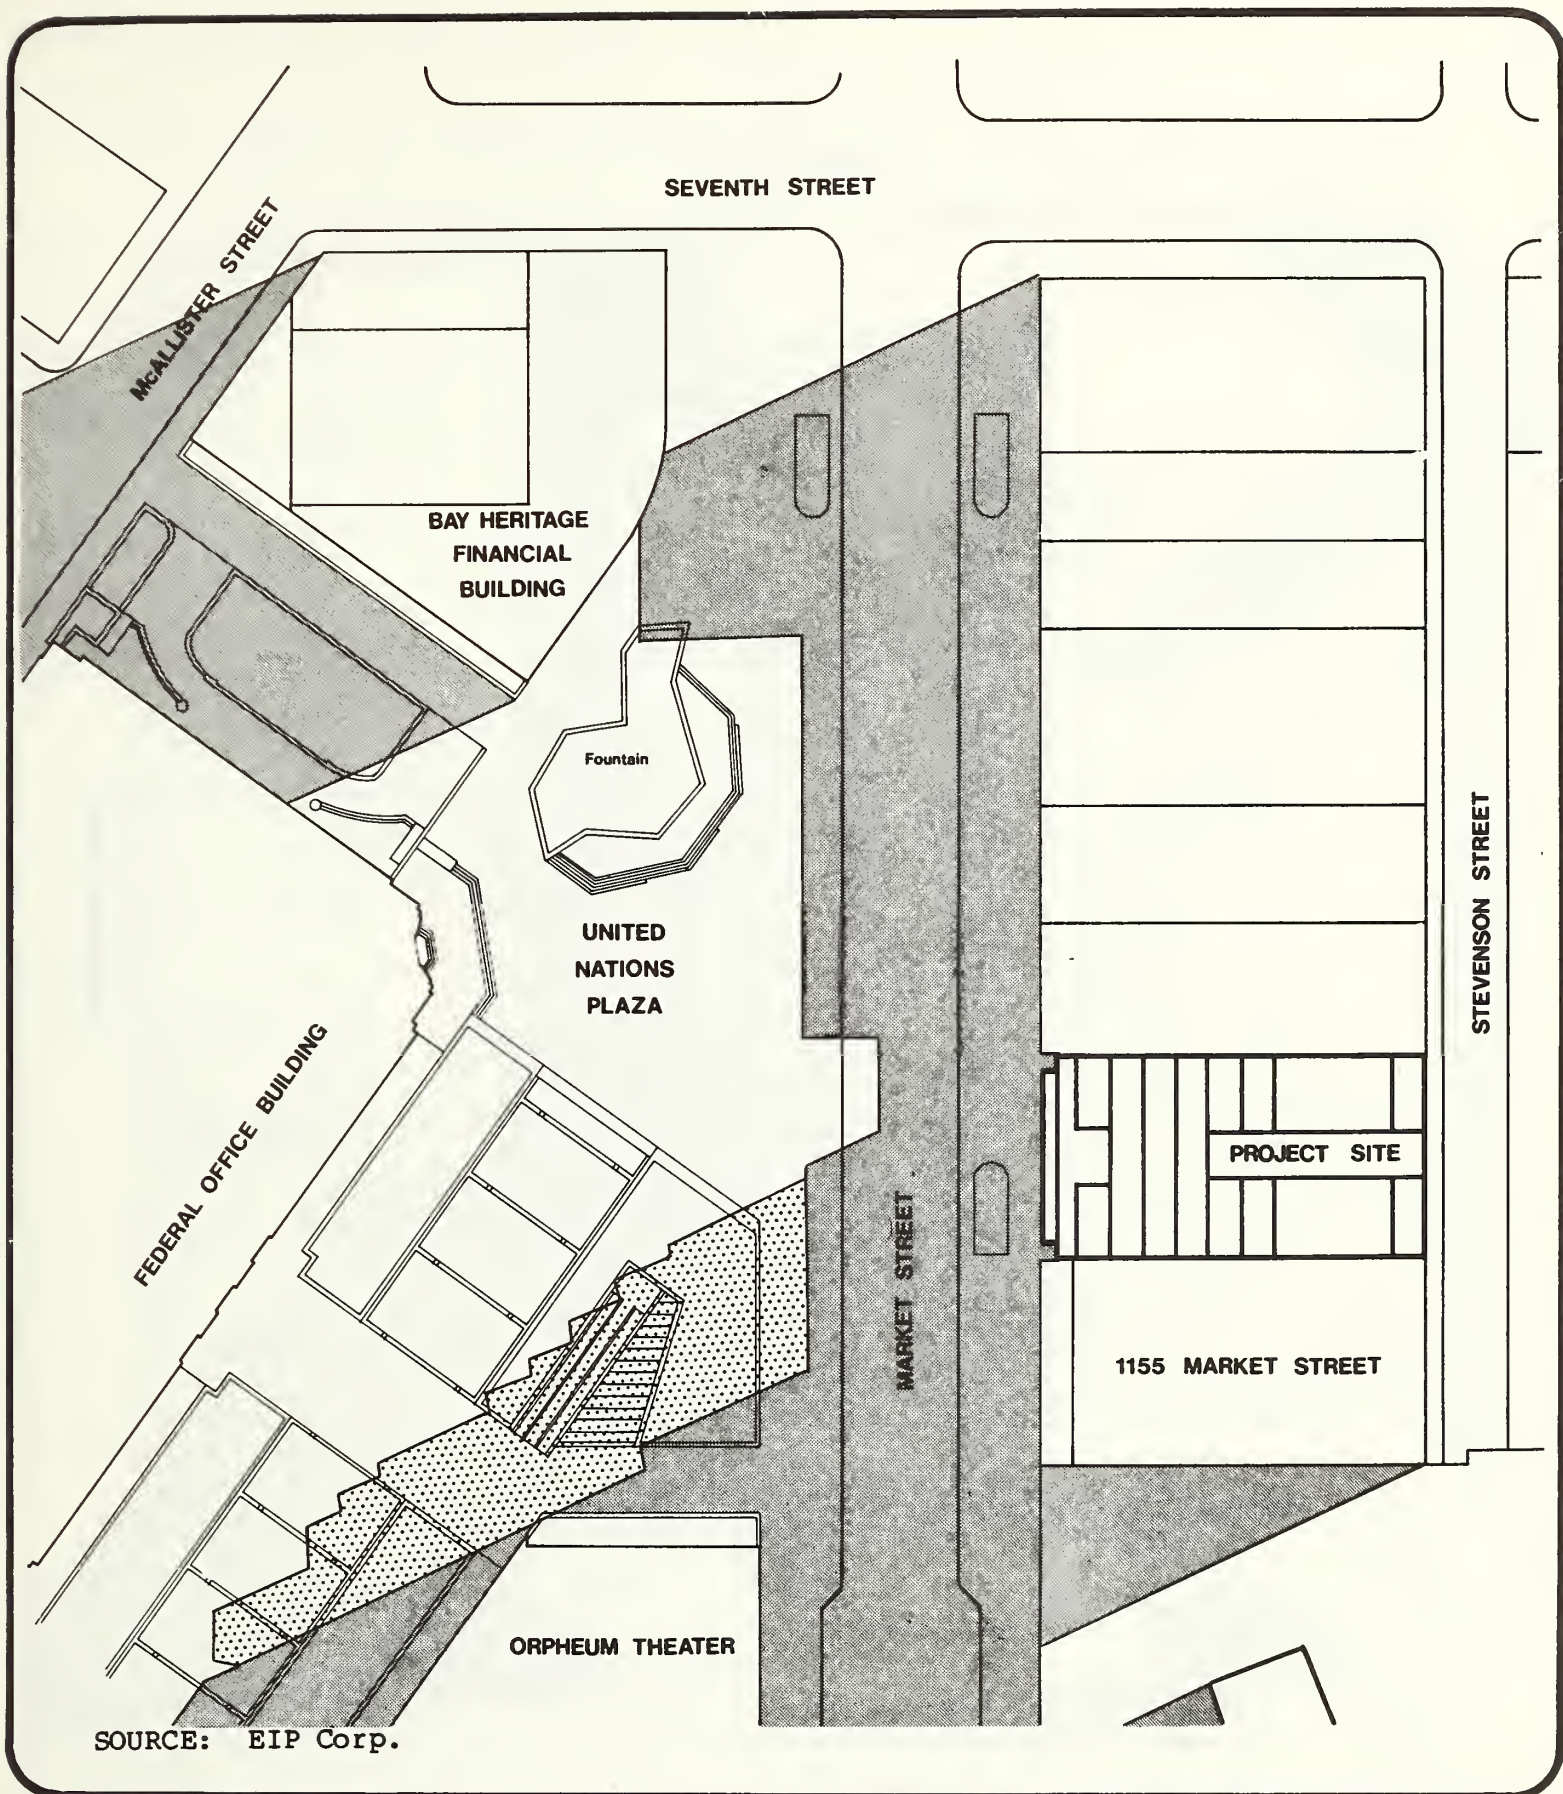 SEVENTH STREET
McALLISTER STREET
BAY HERITAGE
FINANCIAL
BUILDING
Fountain
UNITED
NATIONS
PLAZA
STEVENSON STREET
FEDERAL OFFICE BUILDING
PROJECT SITE
MARKET STREET
1155 MARKET STREET
ORPHEUM THEATER
SOURCE: EIP Corp.